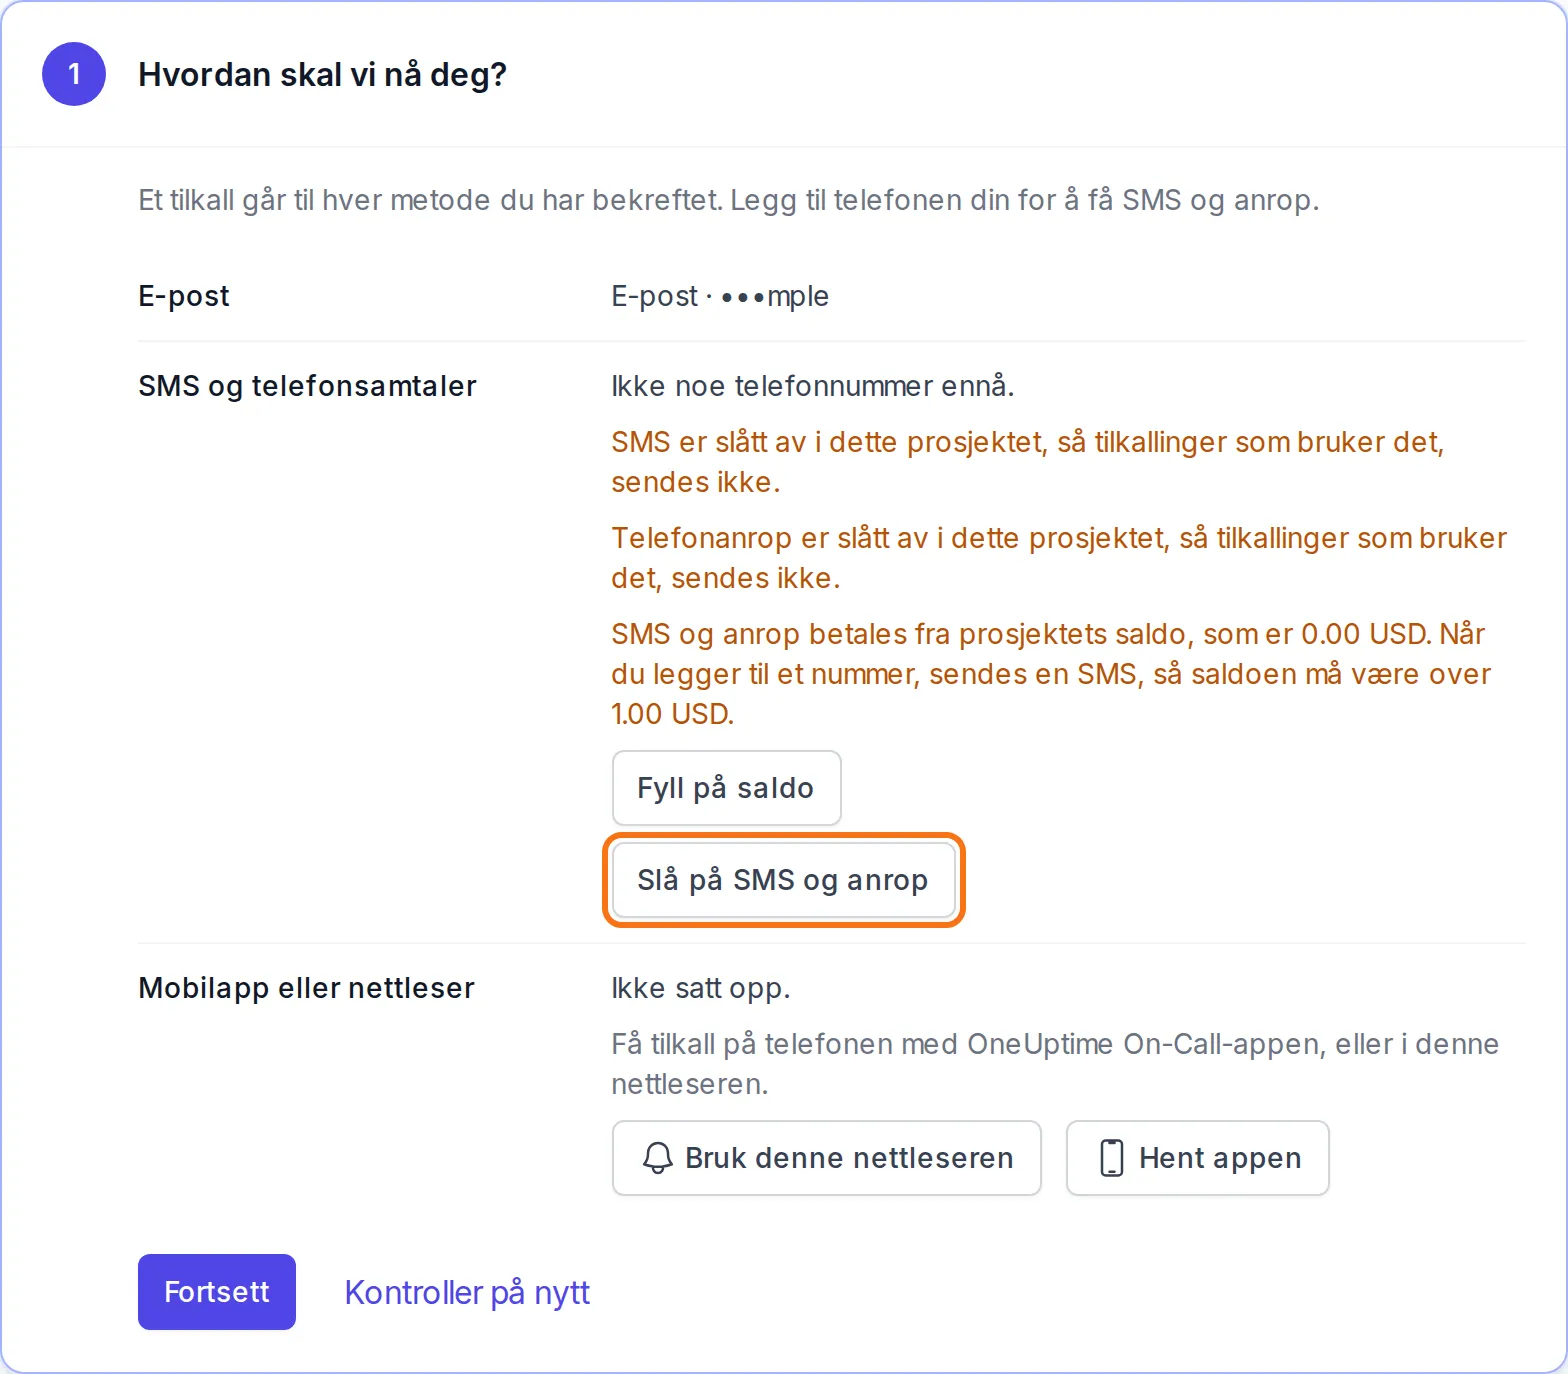 1
Hvordan skal vi nå deg?
Et tilkall går til hver metode du har bekreftet. Legg til telefonen din for å få SMS og anrop.
E-post
E-post · •••mple
SMS og telefonsamtaler
Ikke noe telefonnummer ennå.
SMS er slått av i dette prosjektet, så tilkallinger som bruker det,
sendes ikke.
Telefonanrop er slått av i dette prosjektet, så tilkallinger som bruker
det, sendes ikke.
SMS og anrop betales fra prosjektets saldo, som er 0.00 USD. Når
du legger til et nummer, sendes en SMS, så saldoen må være over
1.00 USD.
Fyll på saldo
Slå på SMS og anrop
Mobilapp eller nettleser
Ikke satt opp.
Få tilkall på telefonen med OneUptime On-Call-appen, eller i denne
nettleseren.
Bruk denne nettleseren
Hent appen
Fortsett
Kontroller på nytt